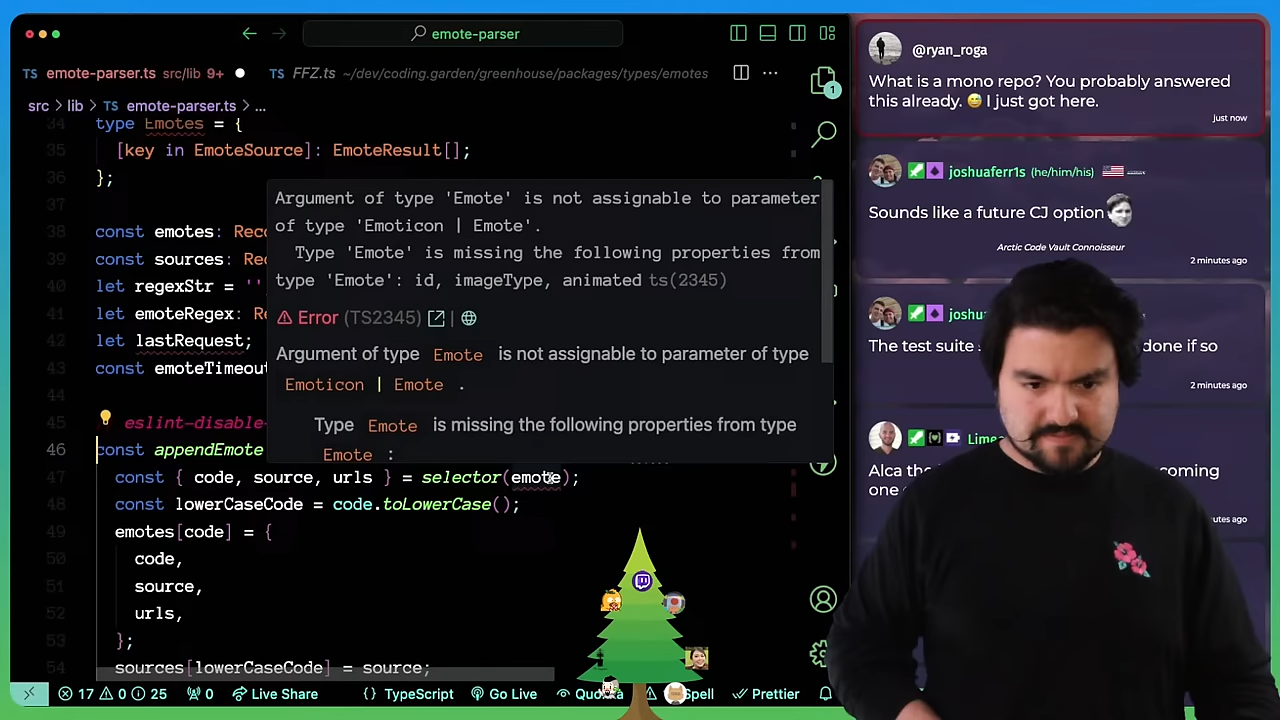 emote-parser
TS emote-parser.ts src/lib 9+
TS FFZ.ts ~/dev/coding.garden/greenhouse/packages/types/emotes
src > lib > TS emote-parser.ts > ...
34 type Emotes = {
35 [key in EmoteSource]: EmoteResult[];
36 };
37
38 const emotes: Rec
39 const sources: Rec
40 let regexStr = ''
41 let emoteRegex: Re
42 let lastRequest;
43 const emoteTimeout
44
45 eslint-disable-
46 const appendEmote
47 const { code, source, urls } = selector(emote);
48 const lowerCaseCode = code.toLowerCase();
49 emotes[code] = {
50 code,
51 source,
52 urls,
53 };
54 sources[lowerCaseCode] = source;
Argument of type 'Emote' is not assignable to parameter
of type 'Emoticon | Emote'.
Type 'Emote' is missing the following properties from
type 'Emote': id, imageType, animated ts(2345)
Error (TS2345) |
Argument of type Emote is not assignable to parameter of type
Emoticon | Emote .
Type Emote is missing the following properties from type
Emote :
1
17 0 25 0 Live Share {} TypeScript Go Live Quok Spell Prettier
@ryan_roga
What is a mono repo? You probably answered
this already. 😅 I just got here.
just now
joshuaferr1s (he/him/his)
Sounds like a future CJ option
Arctic Code Vault Connoisseur
2 minutes ago
joshu
The test suite done if so
2 minutes ago
Lime
Alca the coming
one
utes ago